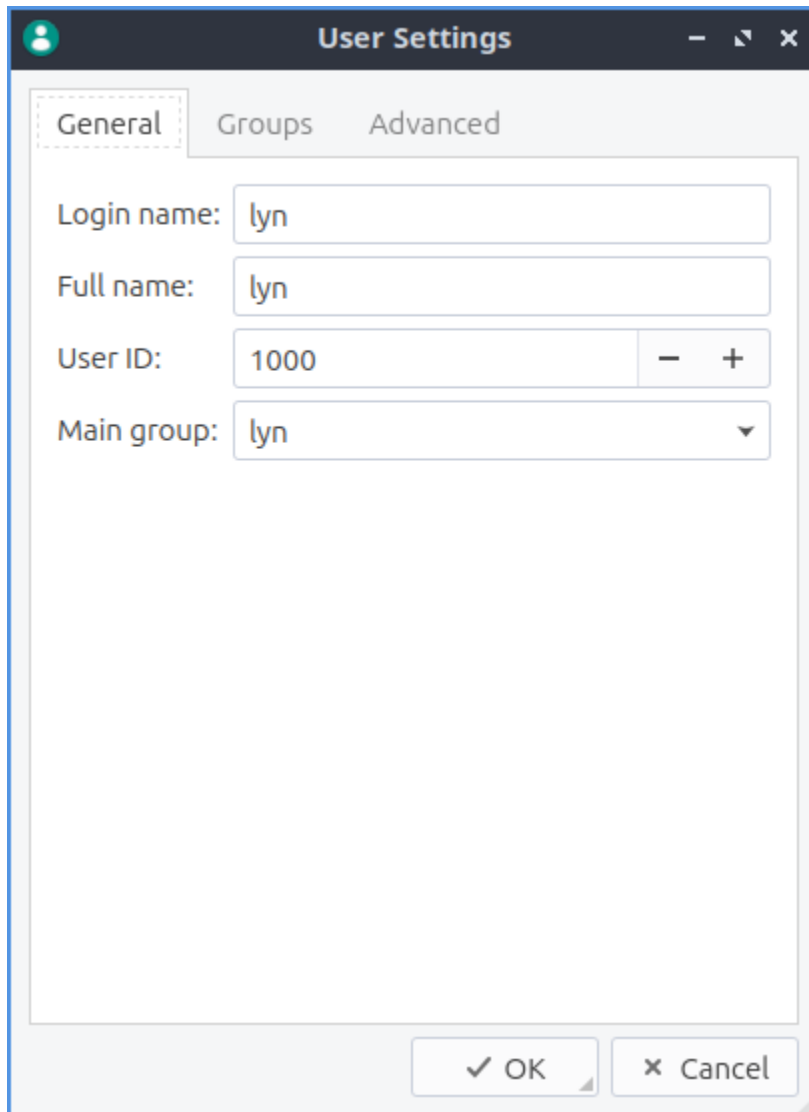 User Settings
General Groups Advanced
Login name: lyn
Full name: lyn
User ID: 1000
Main group: lyn
OK Cancel